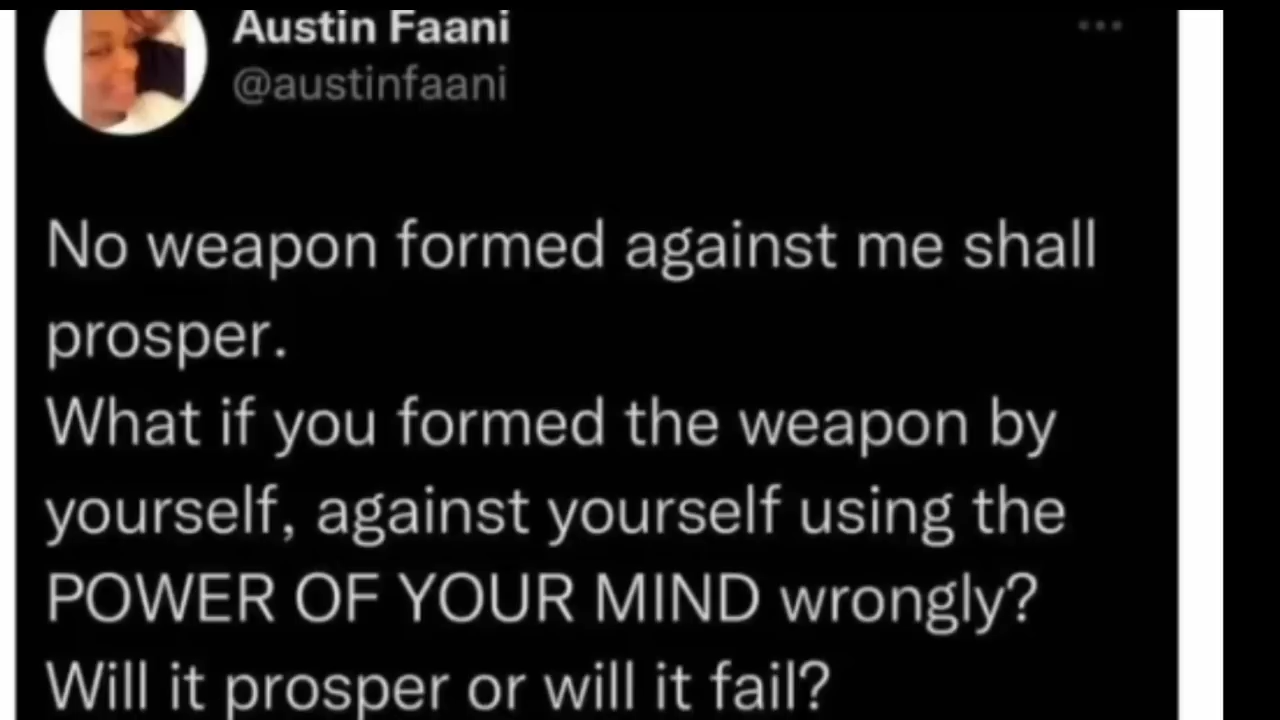 Austin Faani
@austinfaani
No weapon formed against me shall
prosper.
What if you formed the weapon by
yourself, against yourself using the
POWER OF YOUR MIND wrongly?
Will it prosper or will it fail?